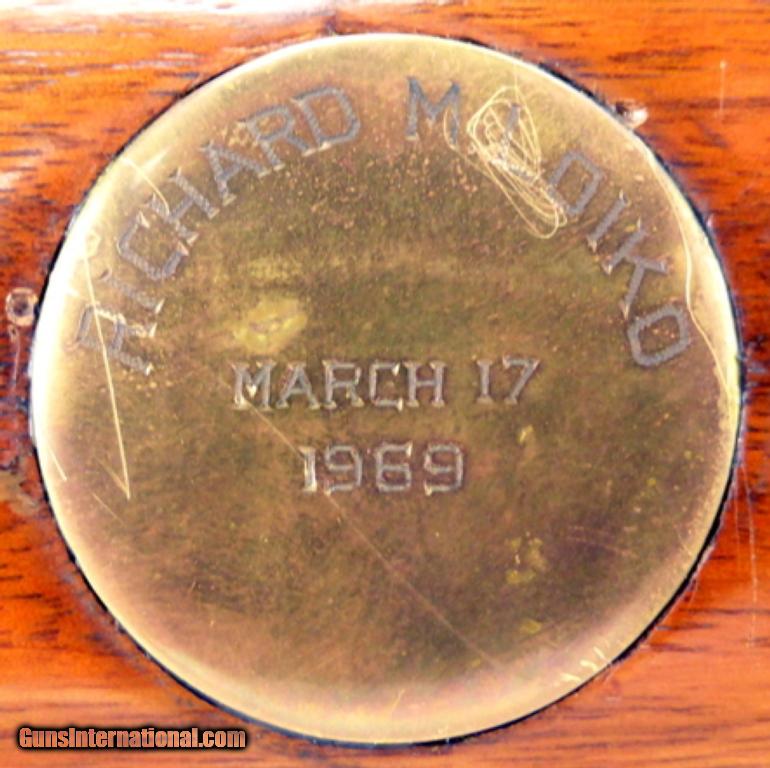 RICHARD
MARCH 17
1969
GunsInternational.com